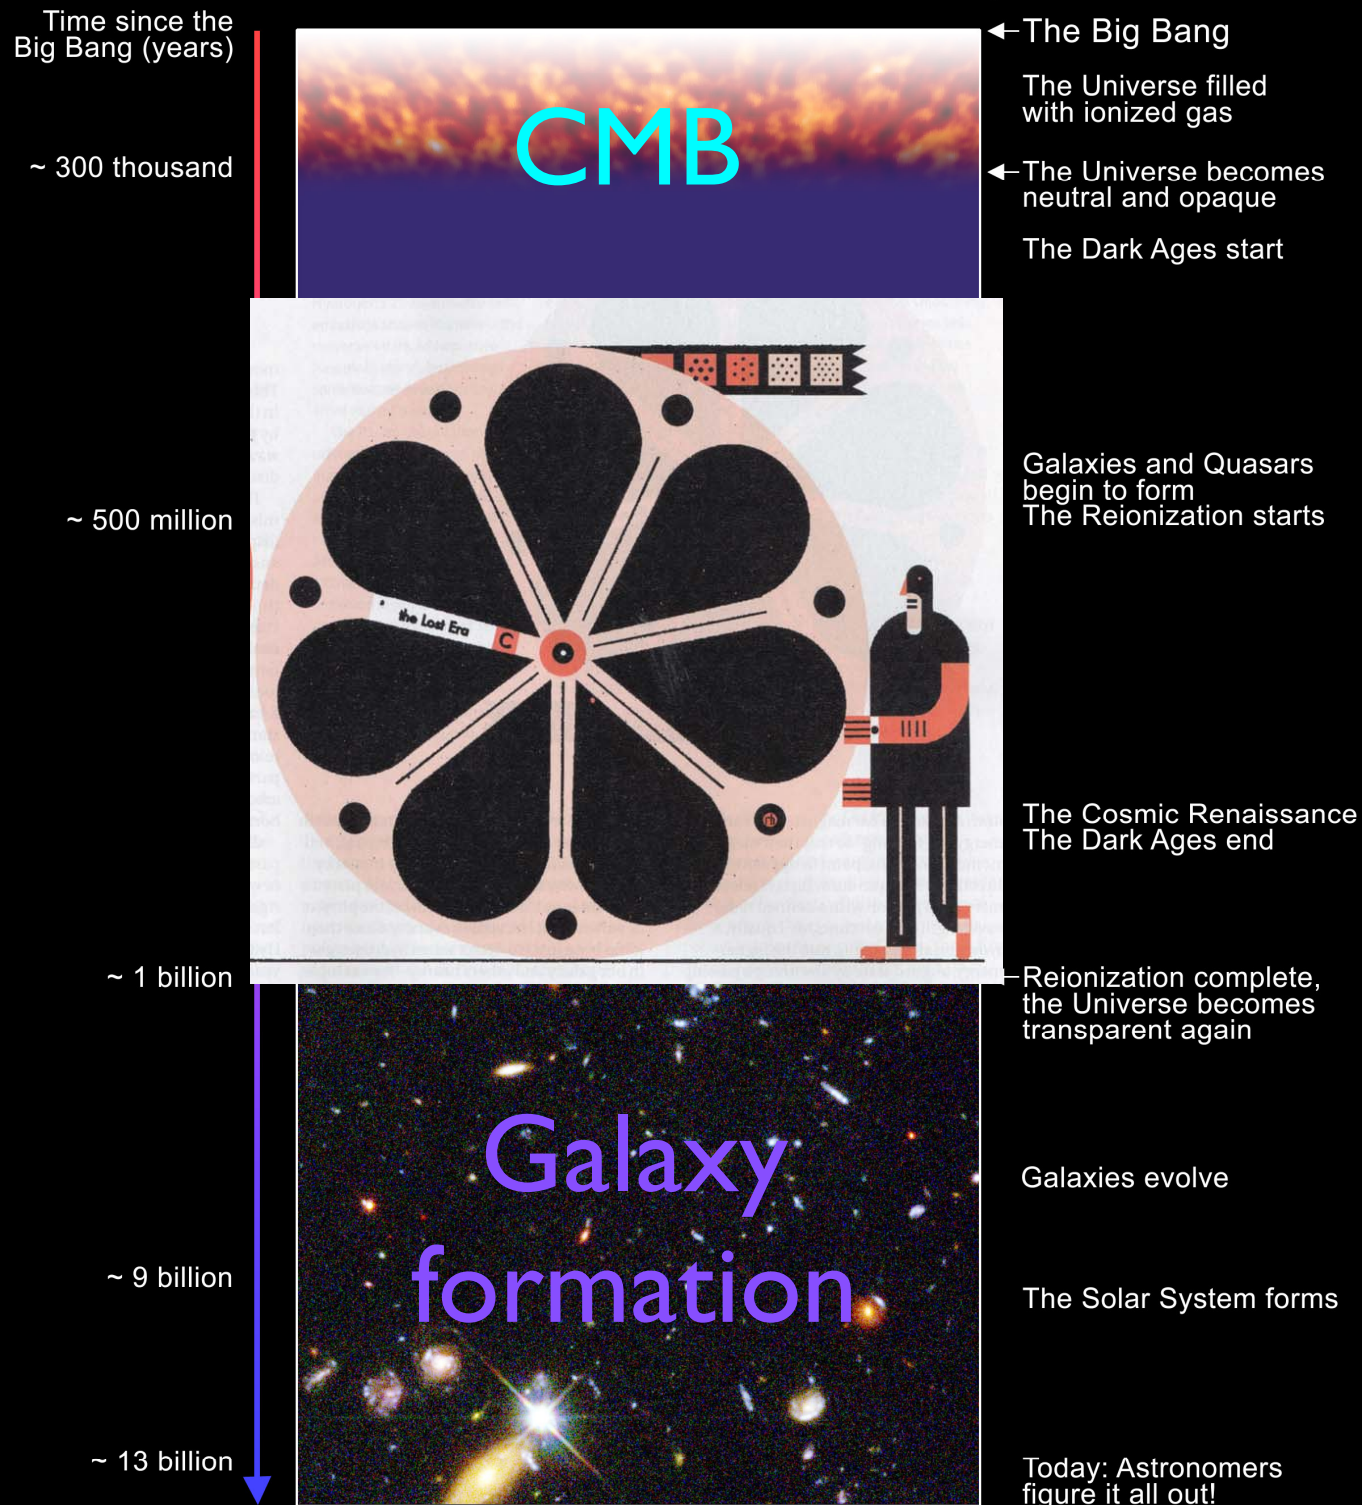 Time since the
Big Bang (years)
The Big Bang
The Universe filled
with ionized gas
CMB
~ 300 thousand
The Universe becomes
neutral and opaque
The Dark Ages start
Galaxies and Quasars
begin to form
~ 500 million
The Reionization starts
the Lost Era
C
The Cosmic Renaissance
The Dark Ages end
~ 1 billion
Reionization complete,
the Universe becomes
transparent again
Galaxy
formation
Galaxies evolve
~ 9 billion
The Solar System forms
~ 13 billion
Today: Astronomers
figure it all out!